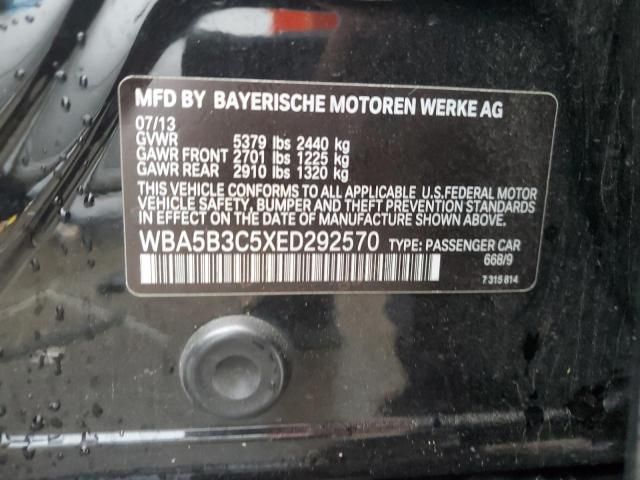 MFD BY BAYERISCHE MOTOREN WERKE AG
07/13
GVWR 5379 lbs 2440 kg
GAWR FRONT 2701 lbs 1225 kg
GAWR REAR 2910 lbs 1320 kg
THIS VEHICLE CONFORMS TO ALL APPLICABLE U.S.FEDERAL MOTOR
VEHICLE SAFETY, BUMPER AND THEFT PREVENTION STANDARDS
IN EFFECT ON THE DATE OF MANUFACTURE SHOWN ABOVE.
WBA5B3C5XED292570 TYPE: PASSENGER CAR
668/9
7 315 814